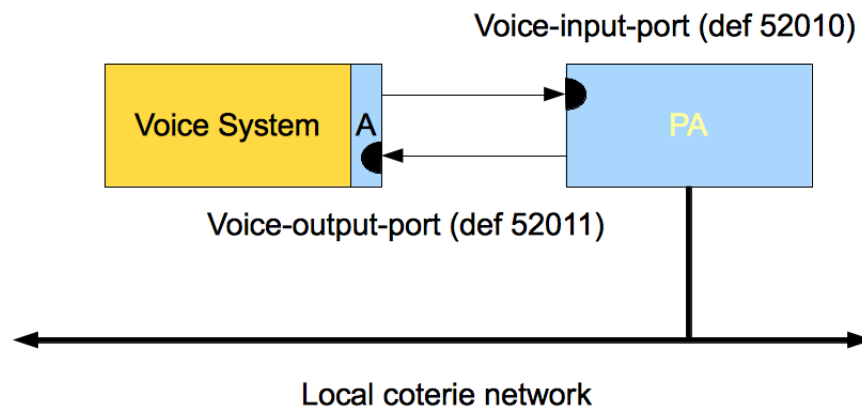 Voice-input-port (def 52010)
Voice System
A
PA
Voice-output-port (def 52011)
Local coterie network